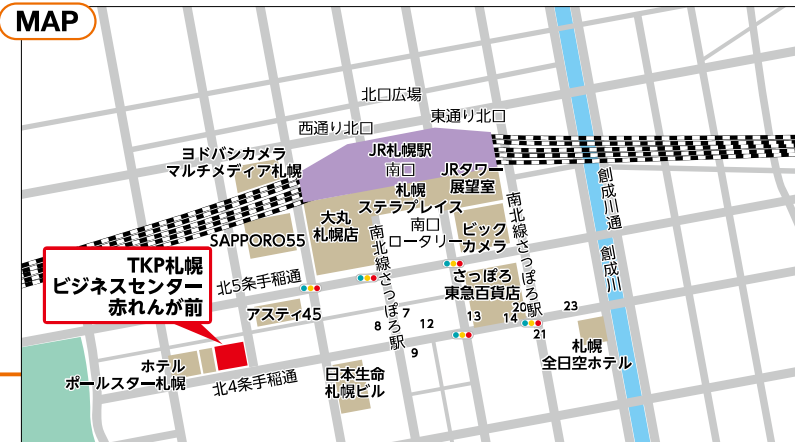 MAP
北口広場
東通り北口
西通り北口
JR札幌駅
南口
ヨドバシカメラ
マルチメディア札幌
JRタワー
展望室
札幌
ステラプレイス
南口
ロータリー
大丸
札幌店
SAPPORO55
ビック
カメラ
南北線さっぽろ駅
南北線さっぽろ駅
創成川通
創成川
TKP札幌
ビジネスセンター
赤れんが前
北5条手稲通
さっぽろ
東急百貨店
アスティ45
7
8
12
9
13
14
20
21
23
札幌
全日空ホテル
ホテル
ポールスター札幌
北4条手稲通
日本生命
札幌ビル